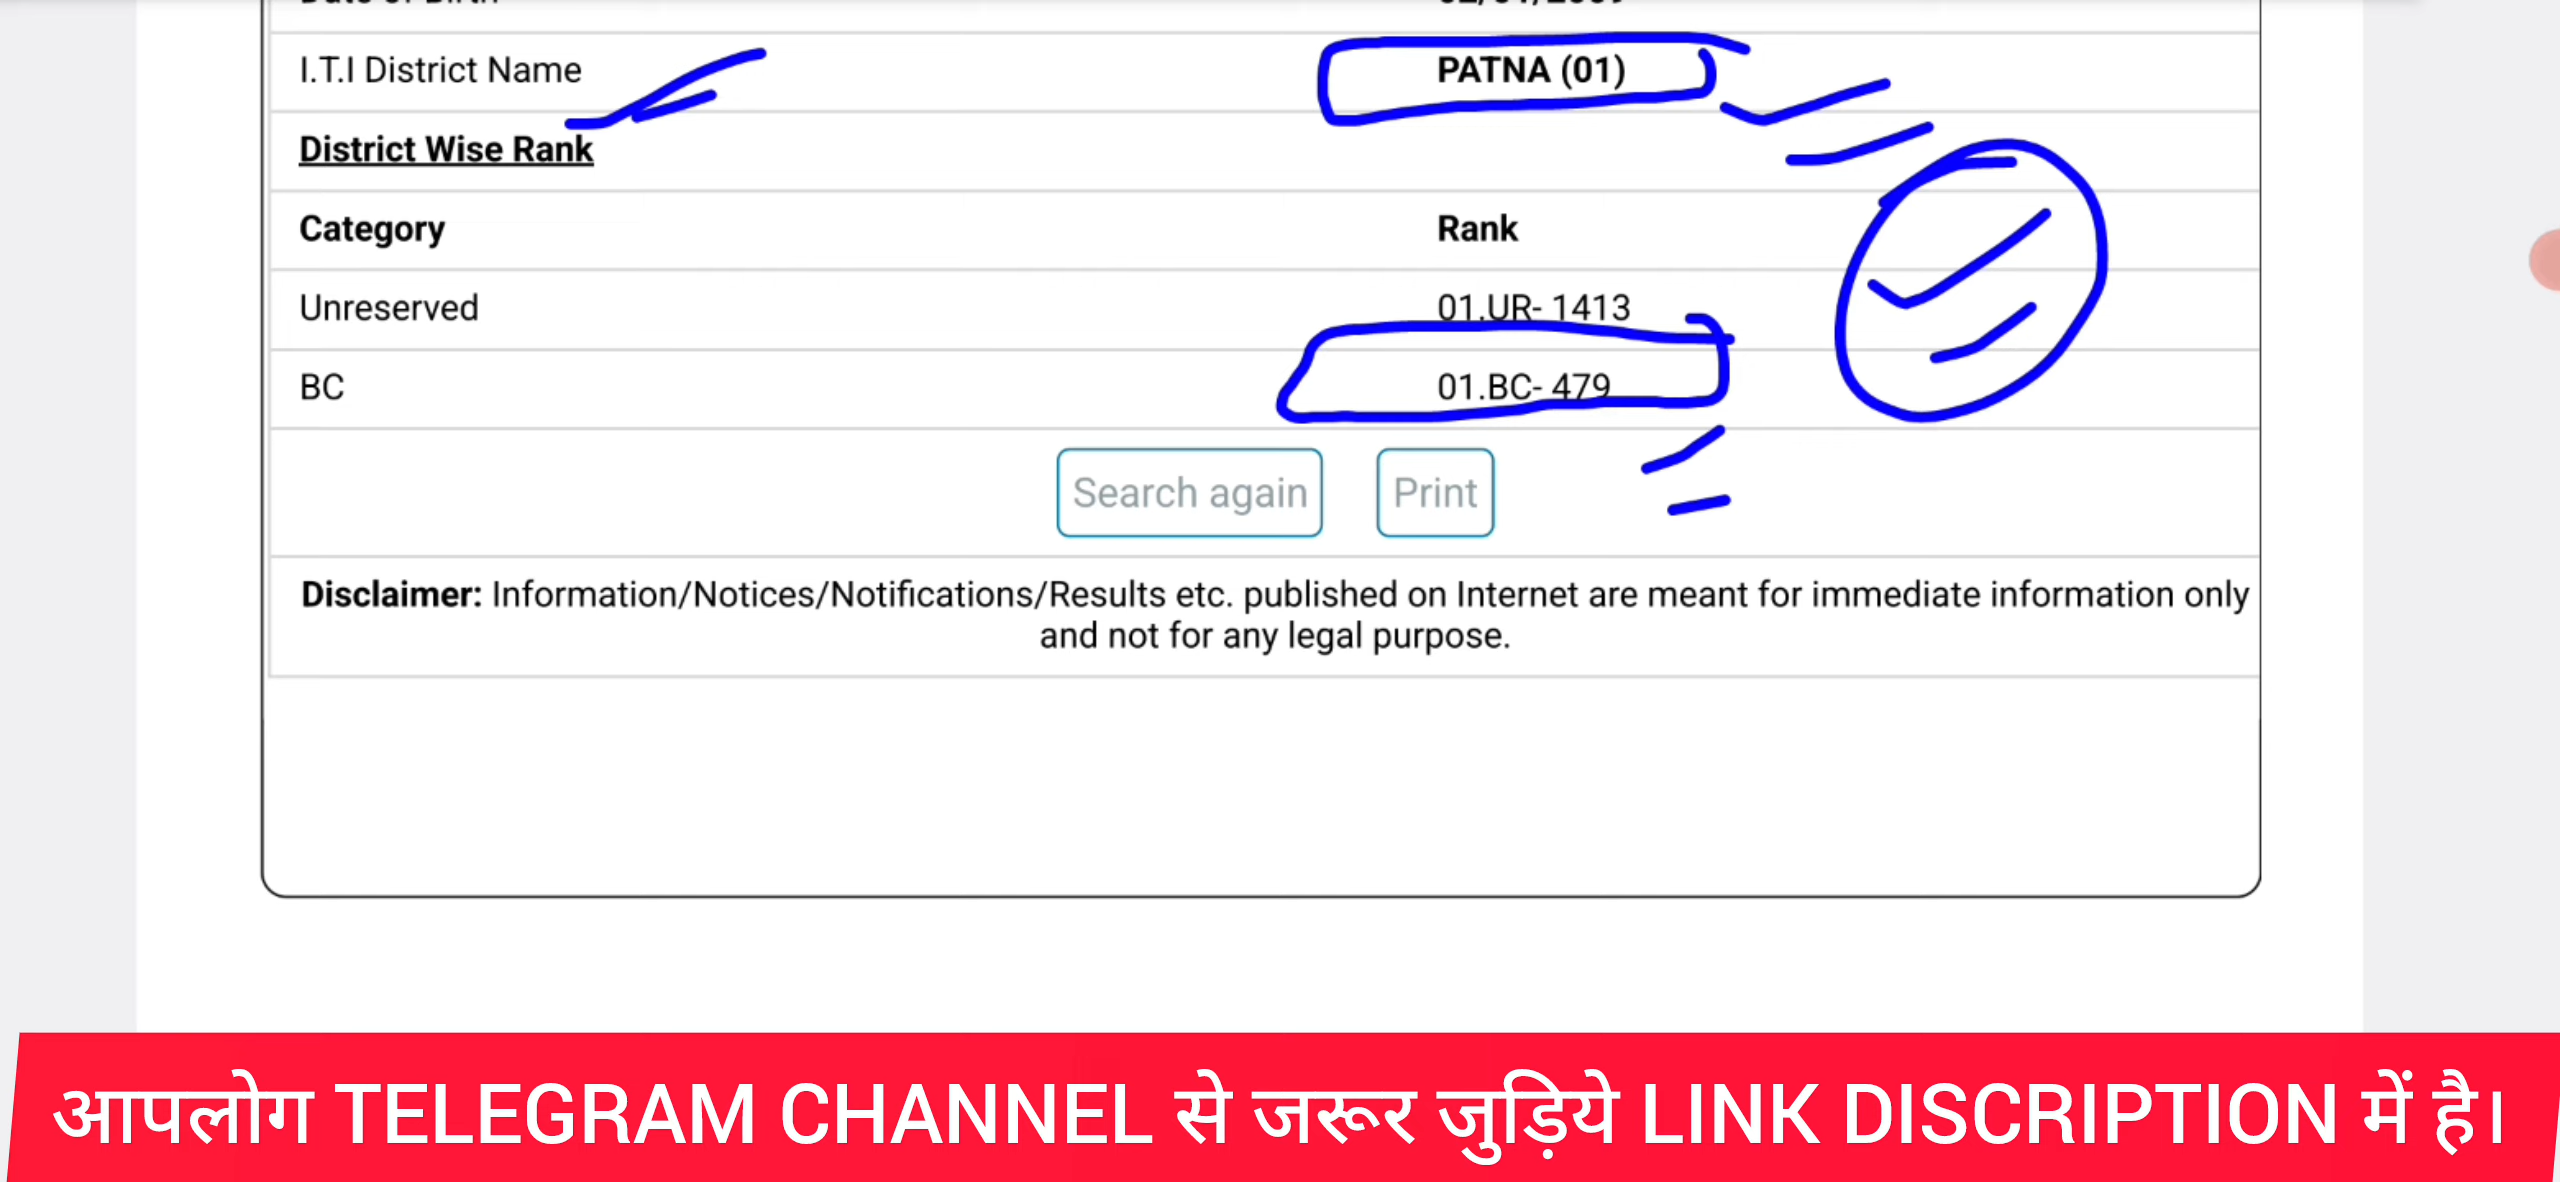 I.T.I District Name PATNA (01)
District Wise Rank
Category Rank
Unreserved 01.UR- 1413
BC 01.BC- 479
Search again Print
Disclaimer: Information/Notices/Notifications/Results etc. published on Internet are meant for immediate information only
and not for any legal purpose.
आपलोग TELEGRAM CHANNEL से जरूर जुड़िये LINK DISCRIPTION में है।